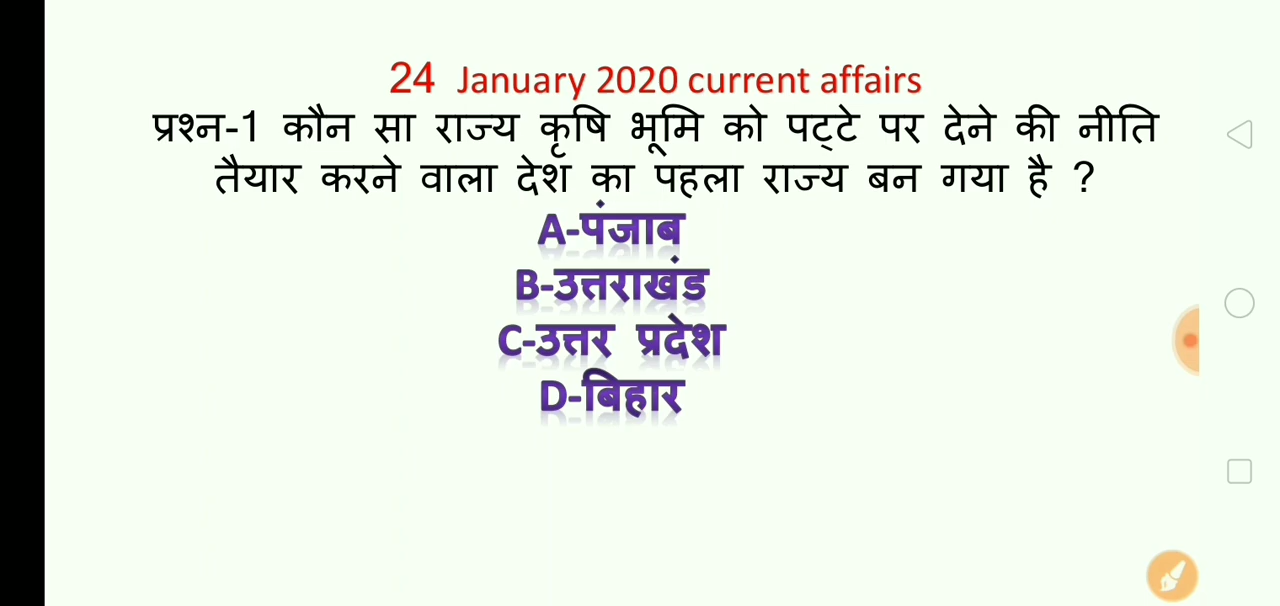 24 January 2020 current affairs
प्रश्न-1 कौन सा राज्य कृषि भूमि को पट्टे पर देने की नीति
तैयार करने वाला देश का पहला राज्य बन गया है ?
A-पंजाब
B-उत्तराखंड
C-उत्तर प्रदेश
D-बिहार